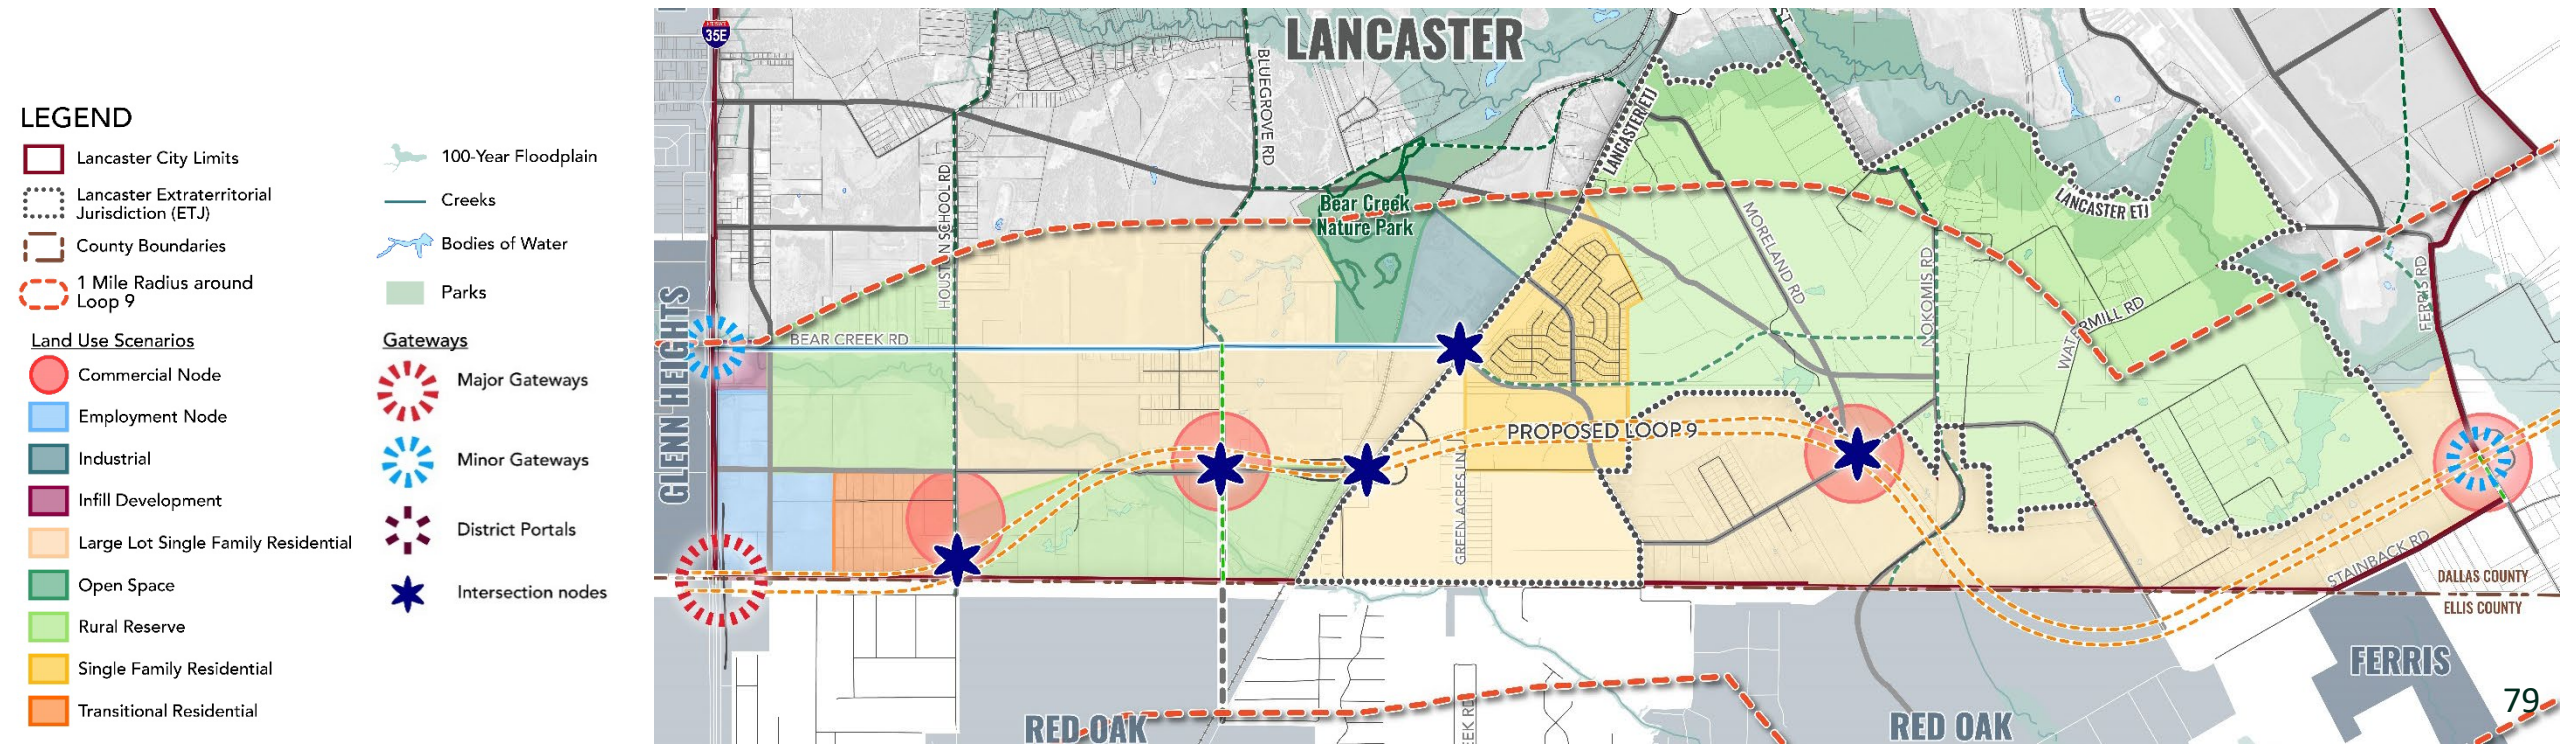 LEGEND
Lancaster City Limits
Lancaster Extraterritorial
Jurisdiction (ETJ)
County Boundaries
1 Mile Radius around
Loop 9
Land Use Scenarios
Commercial Node
Employment Node
Industrial
Infill Development
Large Lot Single Family Residential
Open Space
Rural Reserve
Single Family Residential
Transitional Residential
100-Year Floodplain
Creeks
Bodies of Water
Parks
Gateways
Major Gateways
Minor Gateways
District Portals
Intersection nodes
35E
LANCASTER
BLUEGROVE RD
HOUSTON SCHOOL RD
LANCASTER ETJ
Bear Creek
Nature Park
LANCASTER ETJ
MORELAND RD
NOKOMIS RD
WATERMILL RD
FERRIS RD
GLENN HEIGHTS
BEAR CREEK RD
PROPOSED LOOP 9
GREEN ACRES LN
STAINBACK RD
DALLAS COUNTY
ELLIS COUNTY
FERRIS
RED OAK
EEK RD
RED OAK
79